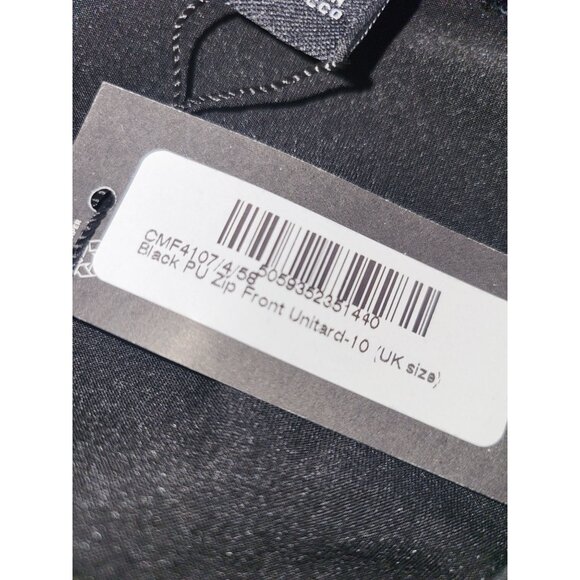 5059352351440
CMF4107/4/58
Black PU Zip Front Unitard-10 (UK size)